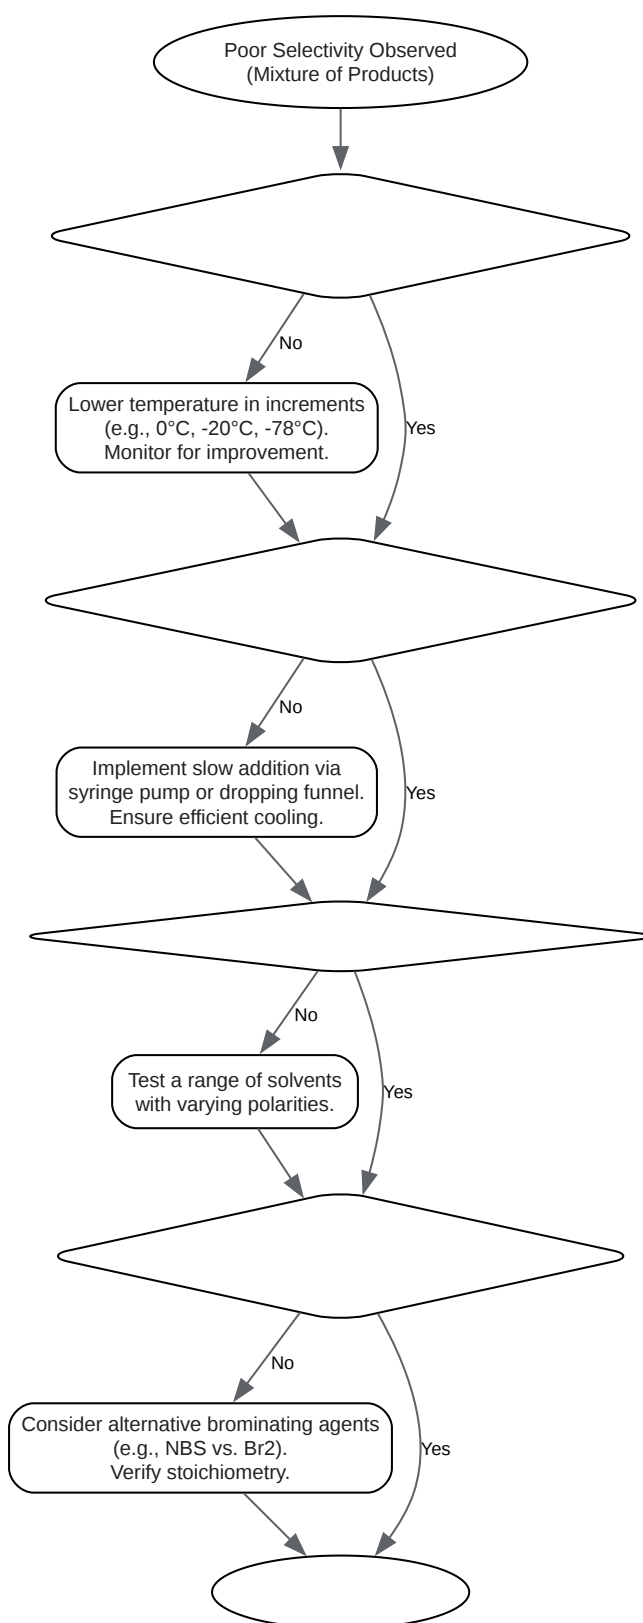 Poor Selectivity Observed
(Mixture of Products)
No
Lower temperature in increments
(e.g., 0°C, -20°C, -78°C).
Monitor for improvement.
Yes
No
Implement slow addition via
syringe pump or dropping funnel.
Ensure efficient cooling.
Yes
No
Test a range of solvents
with varying polarities.
Yes
No
Consider alternative brominating agents
(e.g., NBS vs. Br2).
Verify stoichiometry.
Yes